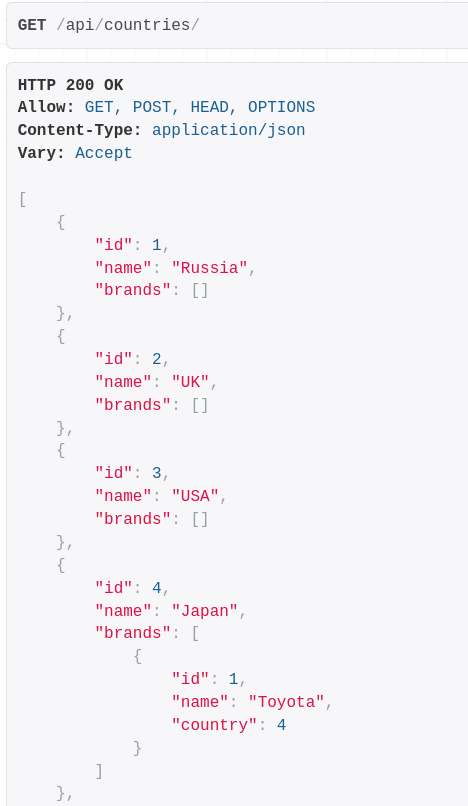 GET /api/countries/
HTTP 200 OK
Allow: GET, POST, HEAD, OPTIONS
Content-Type: application/json
Vary: Accept
[
    {
        "id": 1,
        "name": "Russia",
        "brands": []
    },
    {
        "id": 2,
        "name": "UK",
        "brands": []
    },
    {
        "id": 3,
        "name": "USA",
        "brands": []
    },
    {
        "id": 4,
        "name": "Japan",
        "brands": [
            {
                "id": 1,
                "name": "Toyota",
                "country": 4
            }
        ]
    },